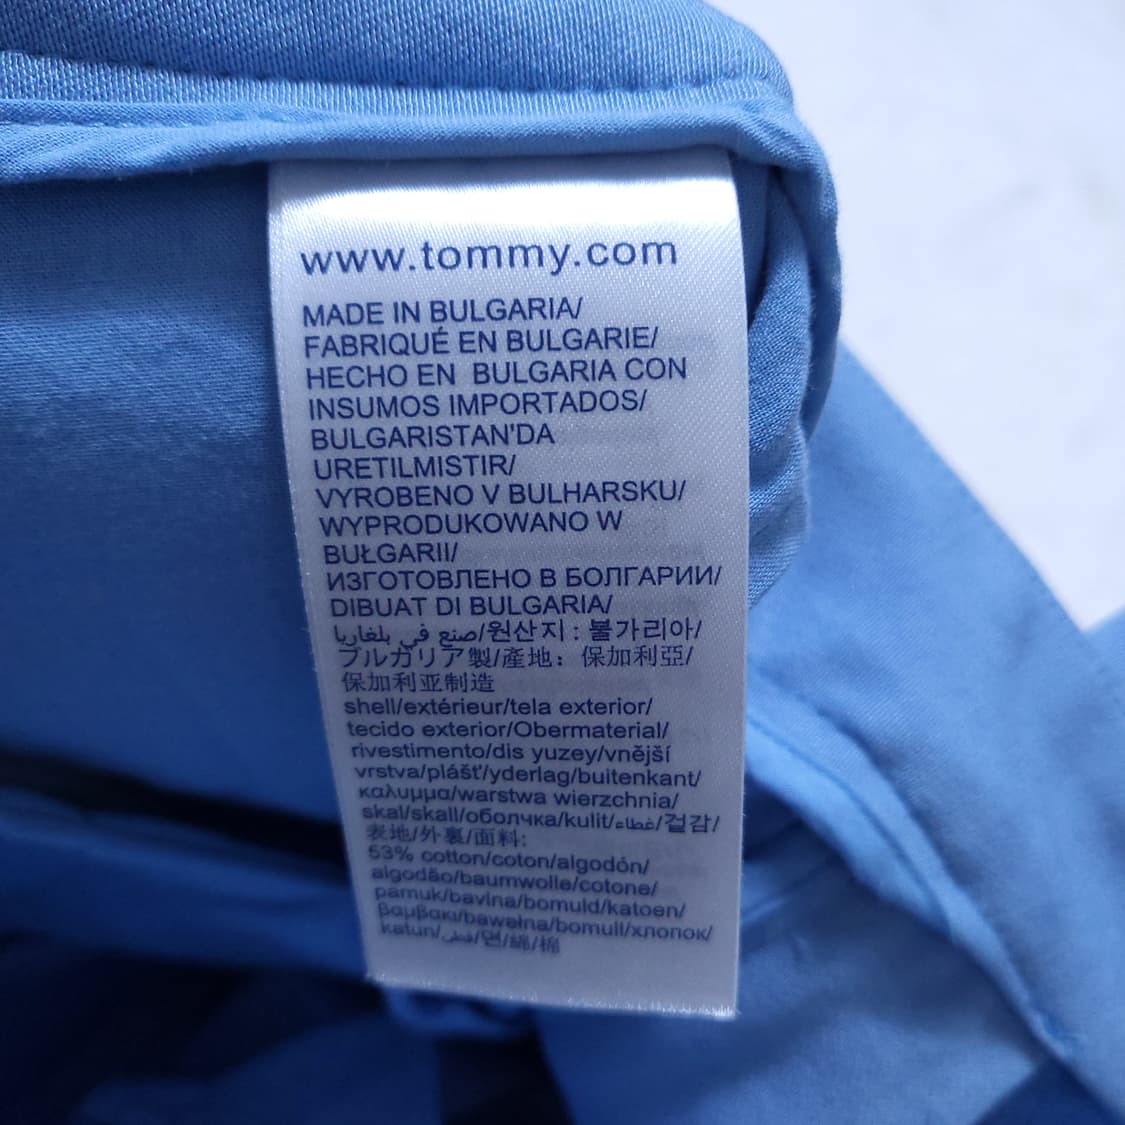 www.tommy.com
MADE IN BULGARIA/
FABRIQUÉ EN BULGARIE/
HECHO EN BULGARIA CON
INSUMOS IMPORTADOS/
BULGARISTAN'DA
URETILMISTIR/
VYROBENO V BULHARSKU/
WYPRODUKOWANO W
BUŁGARII/
ИЗГОТОВЛЕНО В БОЛГАРИИ/
DIBUAT DI BULGARIA/
صنع في بلغاريا/원산지 : 불가리아/
ブルガリア製/產地：保加利亞/
保加利亚制造
shell/extérieur/tela exterior/
tecido exterior/Obermaterial/
rivestimento/dis yuzey/vnější
vrstva/plášť/yderlag/buitenkant/
καλυμμα/warstwa wierzchnia/
skal/skall/оболчка/kulit/غطاء/겉감/
表地/外裏/面料:
53% cotton/coton/algodón/
algodão/baumwolle/cotone/
pamuk/bavlna/bomuld/katoen/
βαμβακι/bawełna/bomull/хлопок/
katun/قطن/면/綿/棉